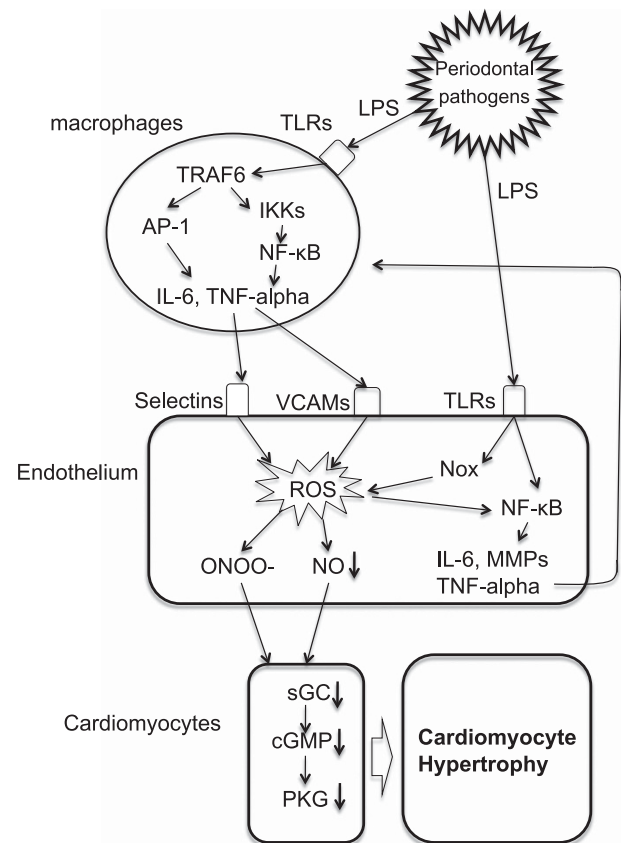 Periodontal
pathogens
LPS
TLRs
macrophages
TRAF6
IKKs
AP-1
NF-κB
IL-6, TNF-alpha
LPS
Selectins
VCAMs
TLRs
Endothelium
ROS
Nox
NF-κB
ONOO-
NO
IL-6, MMPs
TNF-alpha
Cardiomyocytes
sGC
cGMP
PKG
Cardiomyocyte
Hypertrophy